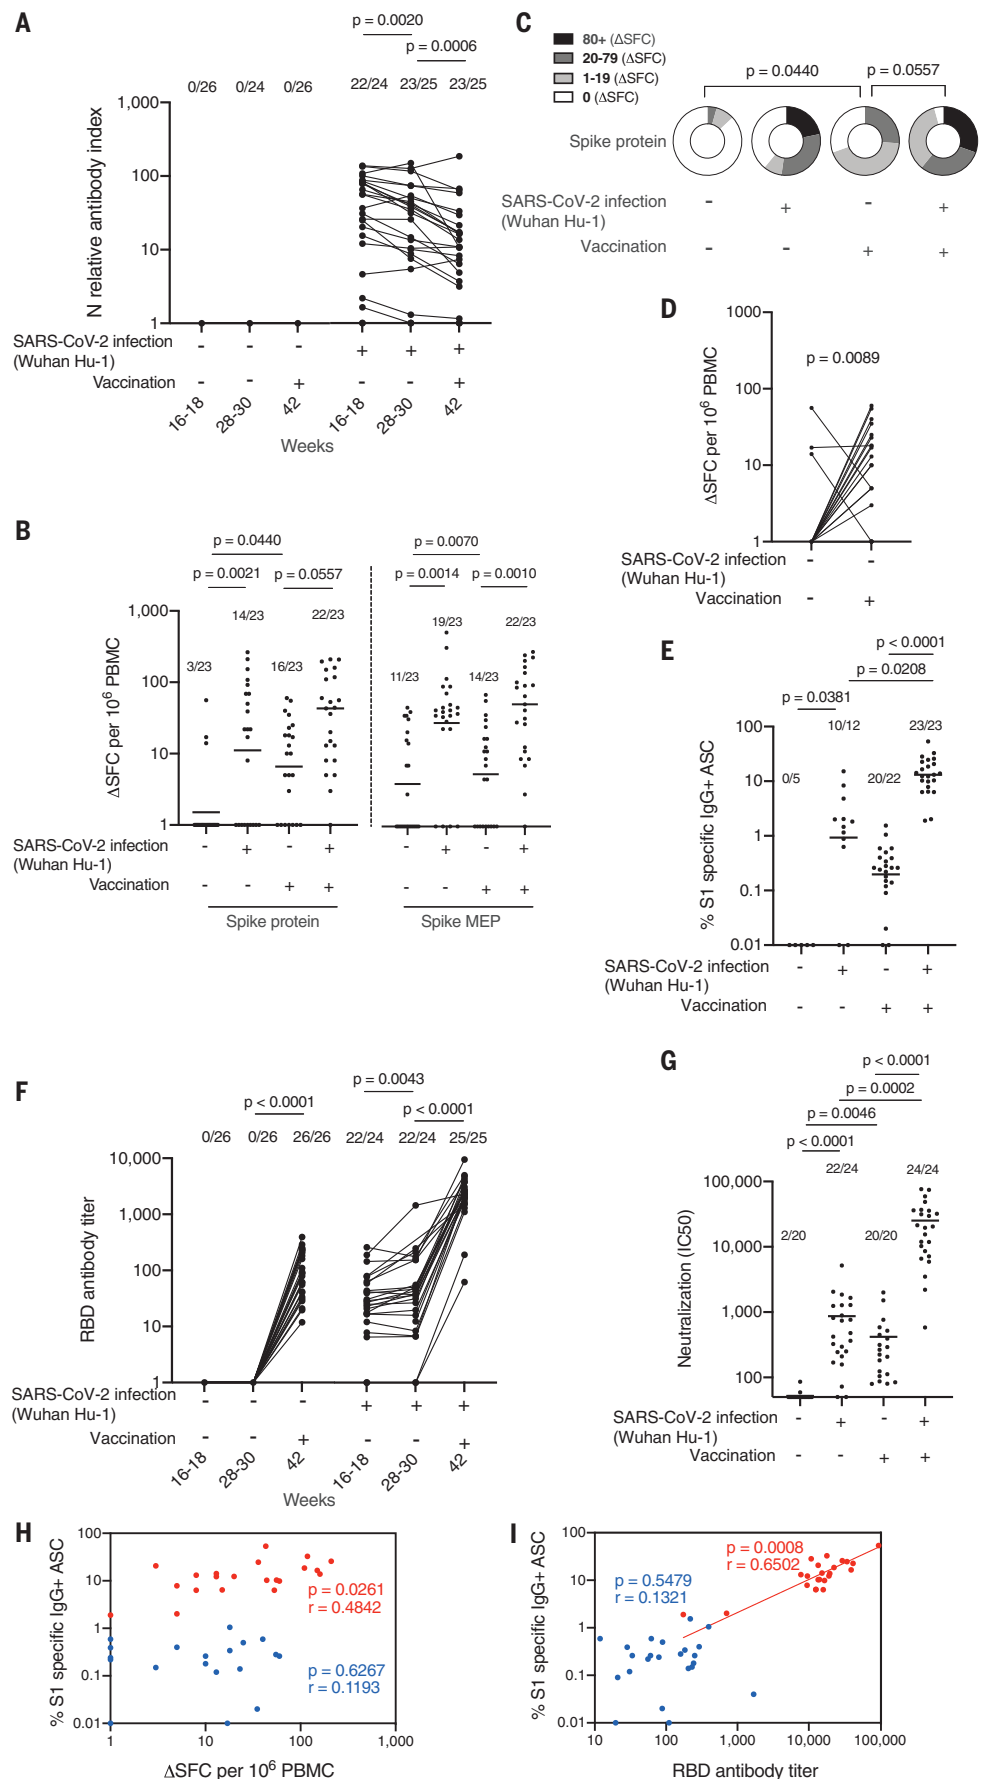 A
p = 0.0020
p = 0.0006
0/26 0/24 0/26 22/24 23/25 23/25
1,000
100
10
1
N relative antibody index
SARS-CoV-2 infection
(Wuhan Hu-1)
- - - + + +
Vaccination - - + - - +
16-18 28-30 42 16-18 28-30 42
Weeks
C
80+ (ΔSFC)
20-79 (ΔSFC)
1-19 (ΔSFC)
0 (ΔSFC)
p = 0.0440 p = 0.0557
Spike protein
SARS-CoV-2 infection
(Wuhan Hu-1)
- + - +
Vaccination - - + +
D
1000
100
10
1
p = 0.0089
ΔSFC per 10⁶ PBMC
SARS-CoV-2 infection
(Wuhan Hu-1)
- -
Vaccination - +
B
p = 0.0440 p = 0.0070
p = 0.0021 p = 0.0557 p = 0.0014 p = 0.0010
3/23 14/23 16/23 22/23 11/23 19/23 14/23 22/23
1,000
100
10
1
ΔSFC per 10⁶ PBMC
SARS-CoV-2 infection
(Wuhan Hu-1)
- + - + - + - +
Vaccination - - + + - - + +
Spike protein Spike MEP
E
p < 0.0001
p = 0.0208
p = 0.0381
0/5 10/12 20/22 23/23
100
10
1
0.1
0.01
% S1 specific IgG+ ASC
SARS-CoV-2 infection
(Wuhan Hu-1)
- + - +
Vaccination - - + +
F
p = 0.0043
p < 0.0001 p < 0.0001
0/26 0/26 26/26 22/24 22/24 25/25
10,000
1,000
100
10
1
RBD antibody titer
SARS-CoV-2 infection
(Wuhan Hu-1)
- - - + + +
Vaccination - - + - - +
16-18 28-30 42 16-18 28-30 42
Weeks
G
p < 0.0001
p = 0.0002
p = 0.0046
p < 0.0001
2/20 22/24 20/20 24/24
100,000
10,000
1,000
100
Neutralization (IC50)
SARS-CoV-2 infection
(Wuhan Hu-1)
- + - +
Vaccination - - + +
H
100
10
1
0.1
0.01
% S1 specific IgG+ ASC
p = 0.0261
r = 0.4842
p = 0.6267
r = 0.1193
1 10 100 1,000
ΔSFC per 10⁶ PBMC
I
100
10
1
0.1
0.01
% S1 specific IgG+ ASC
p = 0.0008
r = 0.6502
p = 0.5479
r = 0.1321
10 100 1,000 10,000 100,000
RBD antibody titer